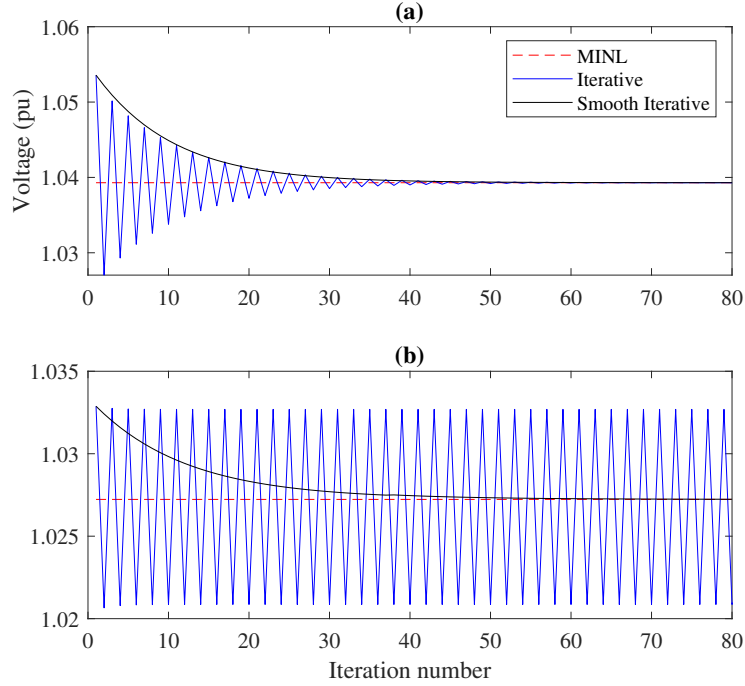 (a)
1.06
1.05
1.04
1.03
Voltage (pu)
MINL
Iterative
Smooth Iterative
0 10 20 30 40 50 60 70 80
(b)
1.035
1.03
1.025
1.02
0 10 20 30 40 50 60 70 80
Iteration number